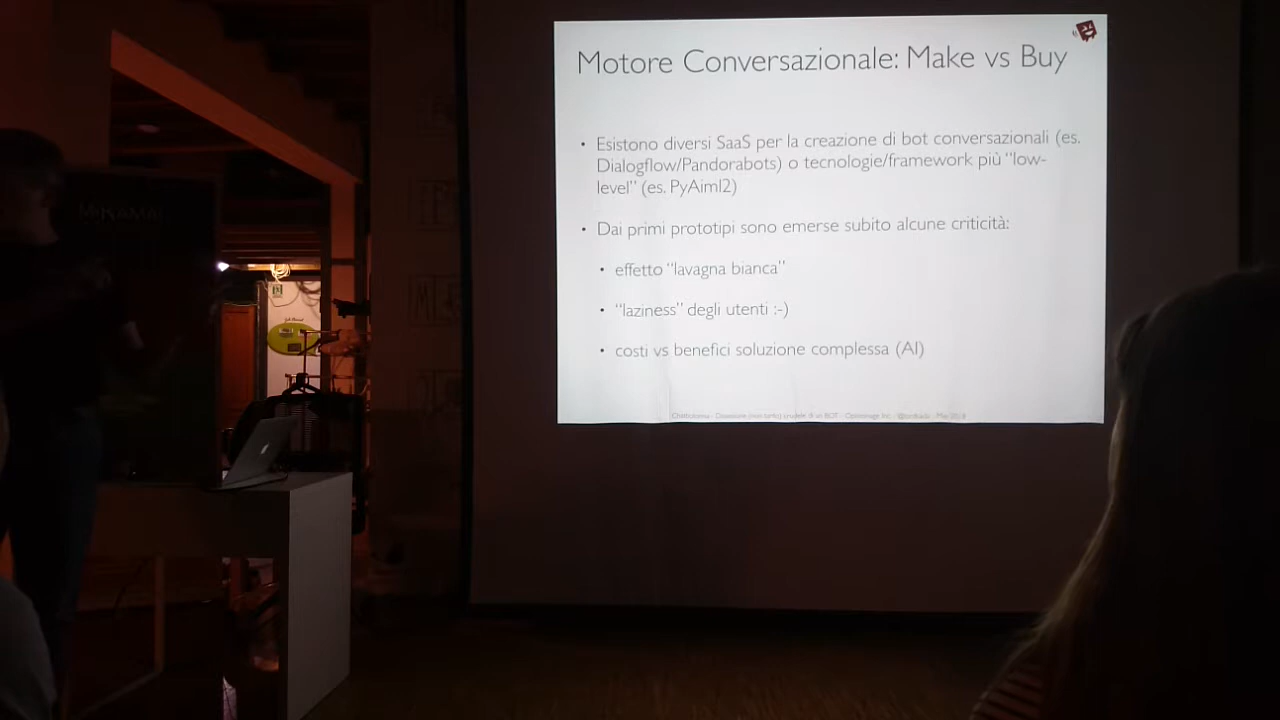 Motore Conversazionale: Make vs Buy
• Esistono diversi SaaS per la creazione di bot conversazionali (es.
Dialogflow/Pandorabots) o tecnologie/framework più “low-
level” (es. PyAiml2)
• Dai primi prototipi sono emerse subito alcune criticità:
• effetto “lavagna bianca”
• “laziness” degli utenti :-)
• costi vs benefici soluzione complessa (AI)